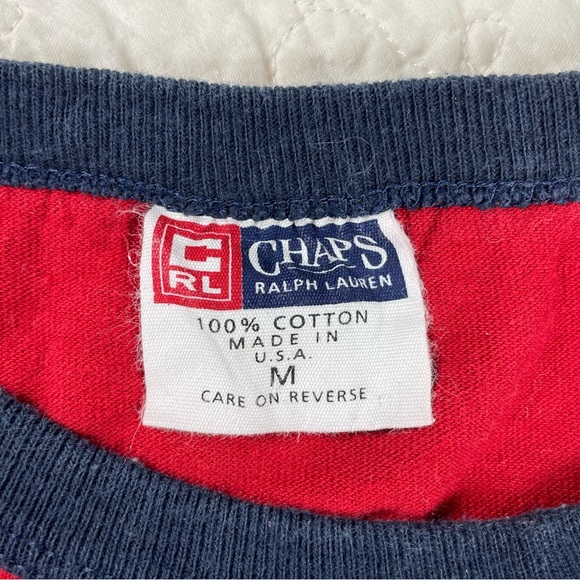 C
RL
CHAPS
RALPH LAUREN
100% COTTON
MADE IN
U.S.A.
M
CARE ON REVERSE